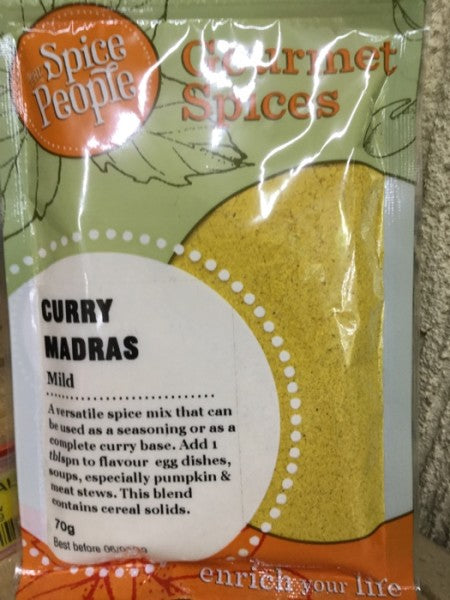 THE
Spice
People
Gourmet
Spices
CURRY
MADRAS
Mild
A versatile spice mix that can
be used as a seasoning or as a
complete curry base. Add 1
tblspn to flavour egg dishes,
soups, especially pumpkin &
meat stews. This blend
contains cereal solids.
70g
Best before
enrich your life